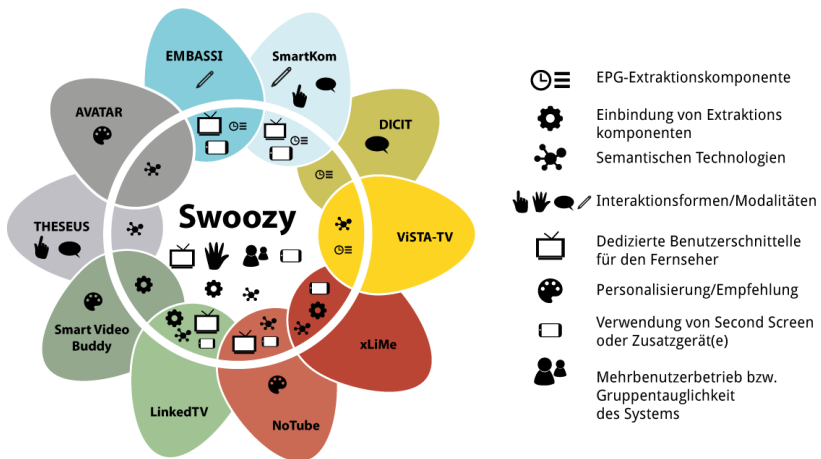 EMBASSI
SmartKom
AVATAR
DICIT
THESEUS
Swoozy
ViSTA-TV
Smart Video
Buddy
xLiMe
LinkedTV
NoTube
EPG-Extraktionskomponente
Einbindung von Extraktions
komponenten
Semantischen Technologien
Interaktionsformen/Modalitäten
Dedizierte Benutzerschnittelle
für den Fernseher
Personalisierung/Empfehlung
Verwendung von Second Screen
oder Zusatzgerät(e)
Mehrbenutzerbetrieb bzw.
Gruppentauglichkeit
des Systems